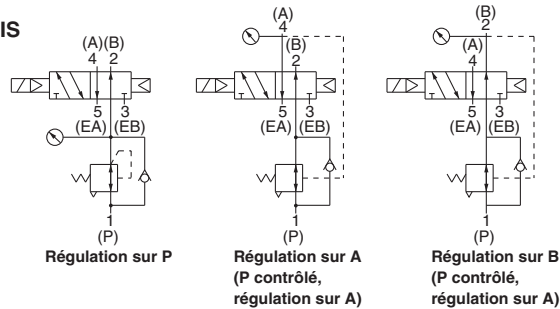 IS
(A)(B)
4 2
5 3
(EA) (EB)
1
(P)
Régulation sur P
(A)
4
(B)
2
5 3
(EA) (EB)
1
(P)
Régulation sur A
(P contrôlé,
régulation sur A)
(B)
2
(A)
4
5 3
(EA) (EB)
1
(P)
Régulation sur B
(P contrôlé,
régulation sur A)